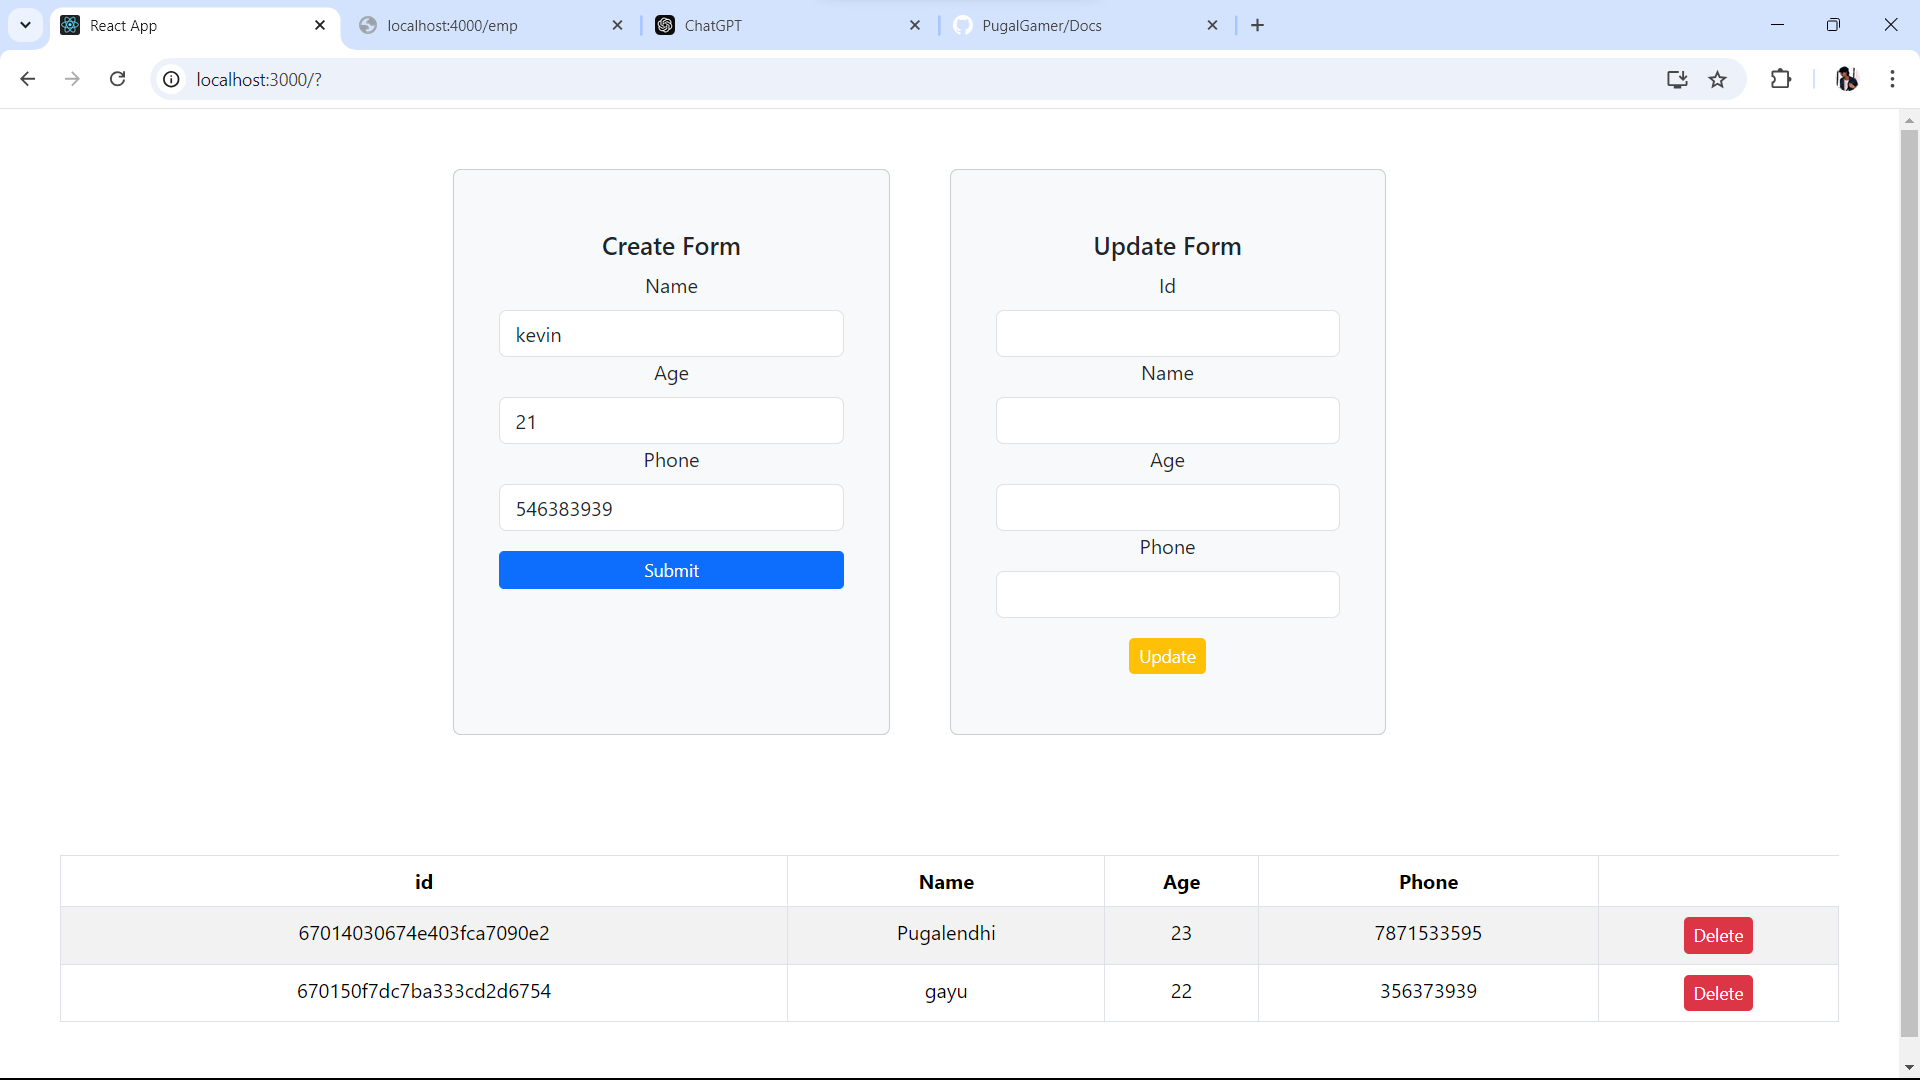 React App
localhost:4000/emp
ChatGPT
PugalGamer/Docs
localhost:3000/?
Create Form
Name
kevin
Age
21
Phone
546383939
Submit
Update Form
Id
Name
Age
Phone
Update
id Name Age Phone
67014030674e403fca7090e2 Pugalendhi 23 7871533595 Delete
670150f7dc7ba333cd2d6754 gayu 22 356373939 Delete